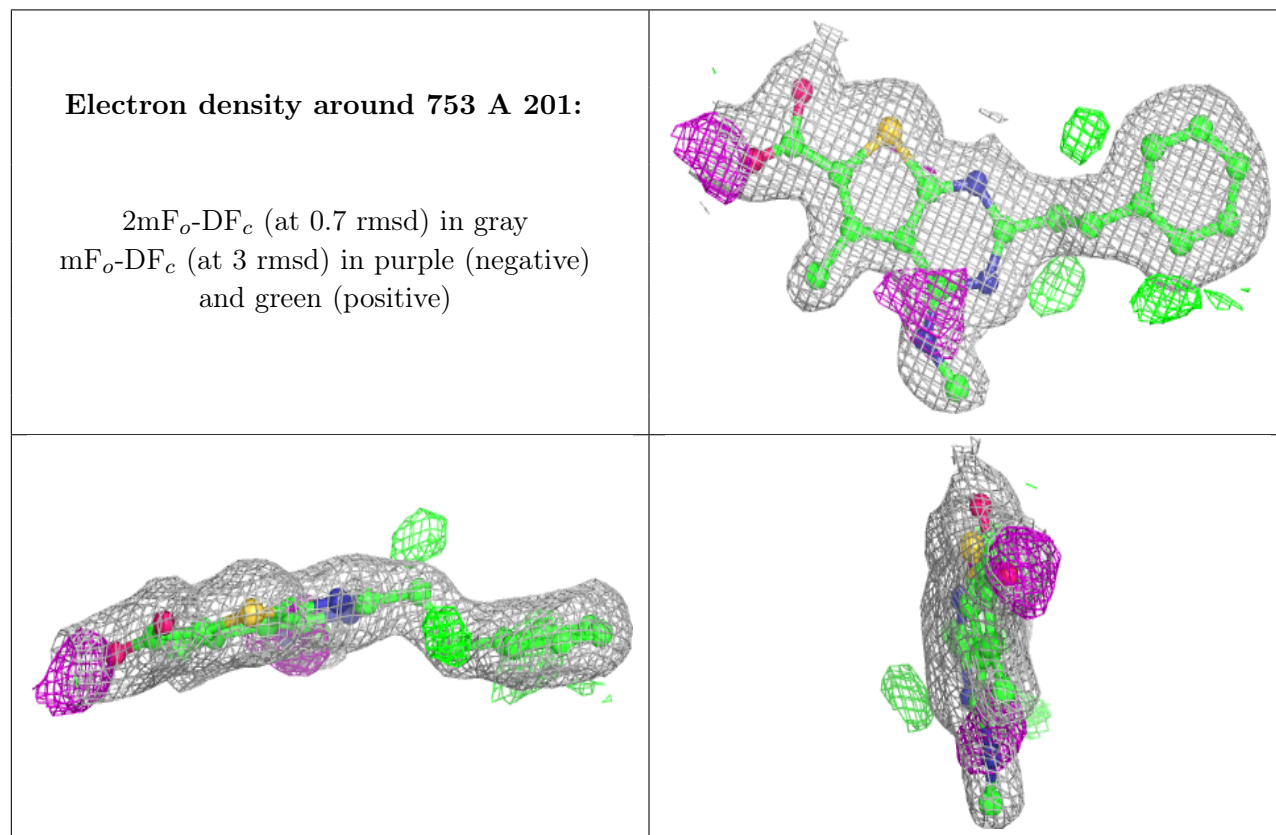 Electron density around 753 A 201:
2mFo-DFc (at 0.7 rmsd) in gray
mFo-DFc (at 3 rmsd) in purple (negative)
and green (positive)